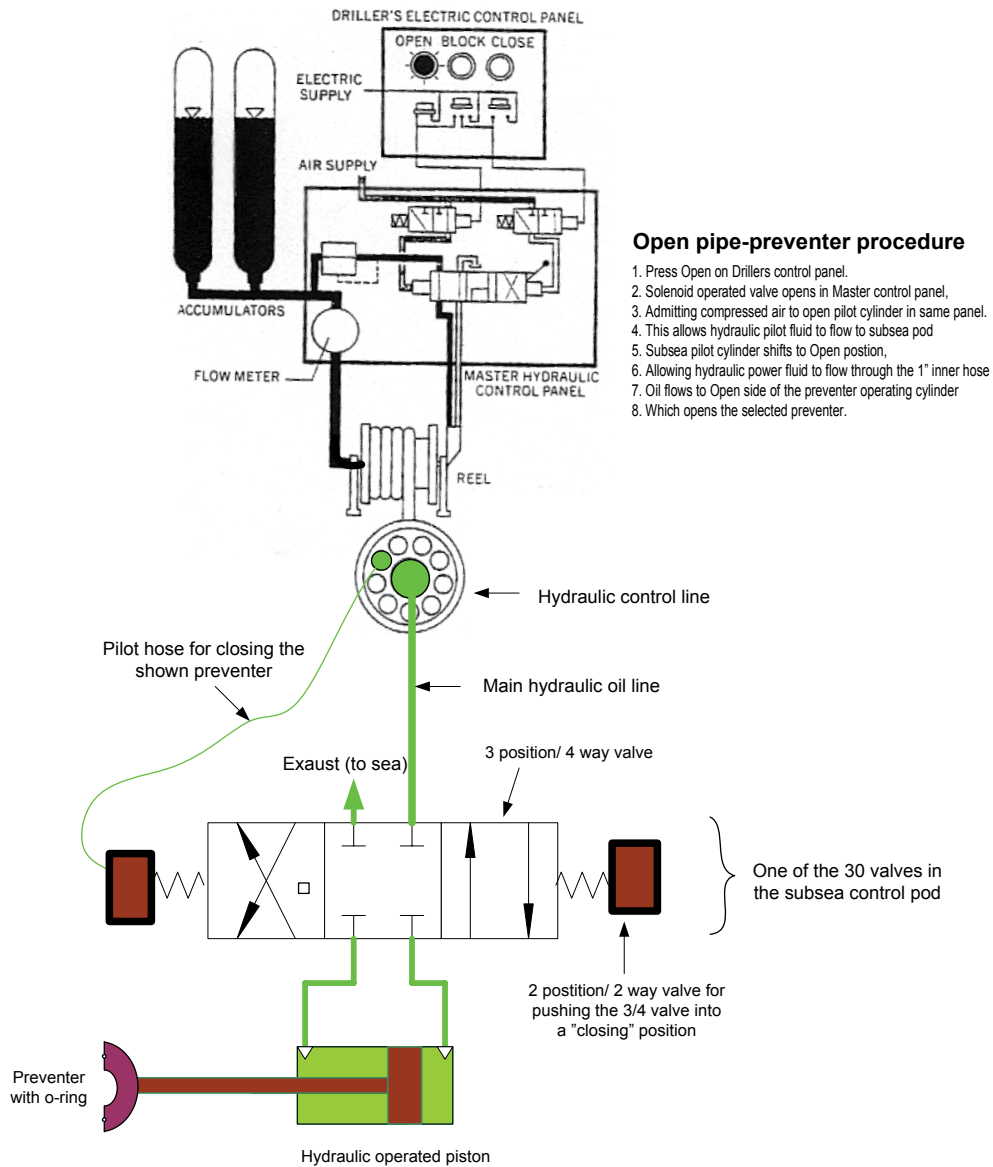 DRILLER'S ELECTRIC CONTROL PANEL
OPEN BLOCK CLOSE
ELECTRIC
SUPPLY
AIR SUPPLY
ACCUMULATORS
FLOW METER
MASTER HYDRAULIC
CONTROL PANEL
REEL
Open pipe-preventer procedure
1. Press Open on Drillers control panel.
2. Solenoid operated valve opens in Master control panel,
3. Admitting compressed air to open pilot cylinder in same panel.
4. This allows hydraulic pilot fluid to flow to subsea pod
5. Subsea pilot cylinder shifts to Open postion,
6. Allowing hydraulic power fluid to flow through the 1” inner hose
7. Oil flows to Open side of the preventer operating cylinder
8. Which opens the selected preventer.
Hydraulic control line
Pilot hose for closing the
shown preventer
Main hydraulic oil line
Exaust (to sea)
3 position/ 4 way valve
One of the 30 valves in
the subsea control pod
2 postition/ 2 way valve for
pushing the 3/4 valve into
a ”closing” position
Preventer
with o-ring
Hydraulic operated piston